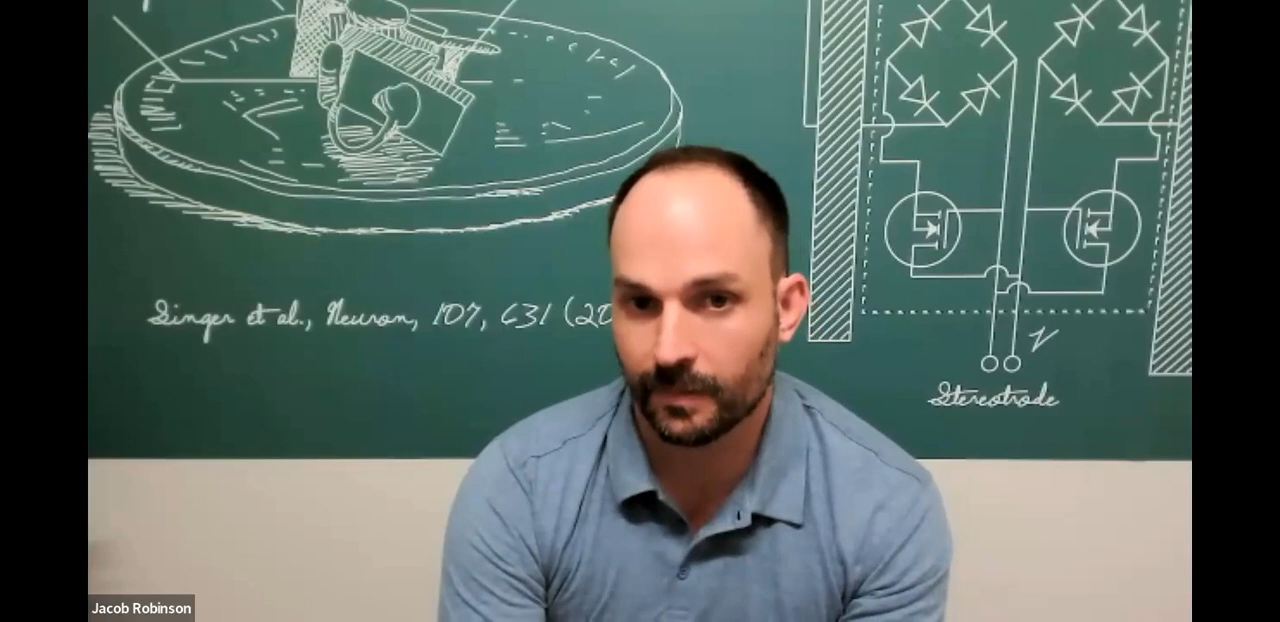 Singer et al., Neuron, 107, 631 (20
Stereotrode
Jacob Robinson